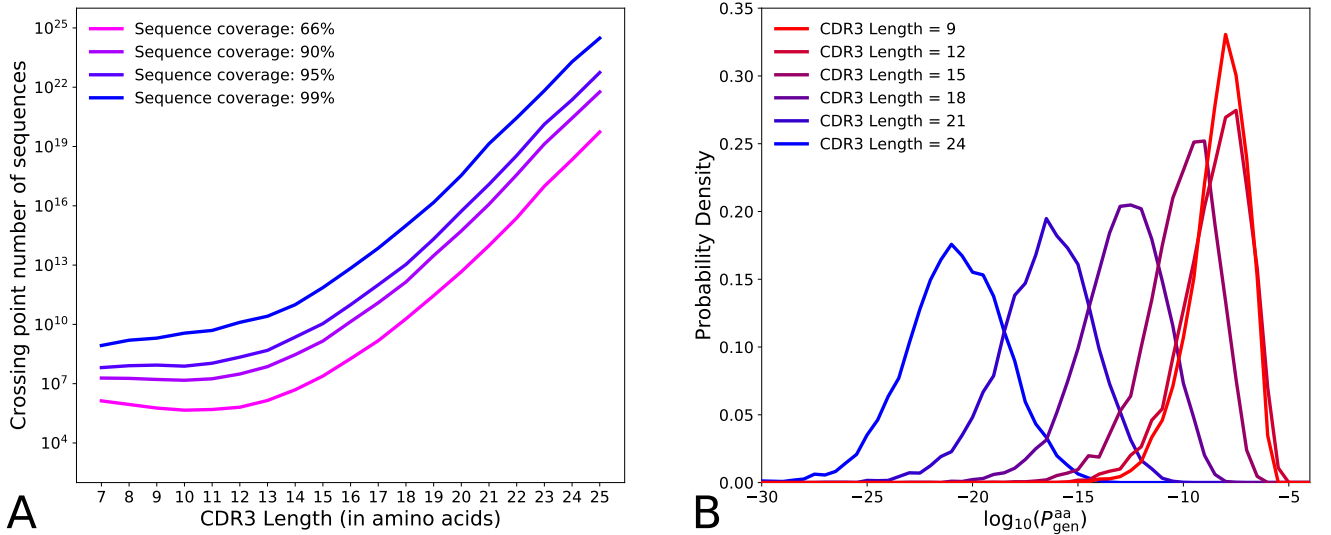 Crossing point number of sequences
10^25
10^22
10^19
10^16
10^13
10^10
10^7
10^4
Sequence coverage: 66%
Sequence coverage: 90%
Sequence coverage: 95%
Sequence coverage: 99%
7 8 9 10 11 12 13 14 15 16 17 18 19 20 21 22 23 24 25
CDR3 Length (in amino acids)
A
Probability Density
0.35
0.30
0.25
0.20
0.15
0.10
0.05
0.00
CDR3 Length = 9
CDR3 Length = 12
CDR3 Length = 15
CDR3 Length = 18
CDR3 Length = 21
CDR3 Length = 24
−30 −25 −20 −15 −10 −5
log₁₀(P_gen^aa)
B